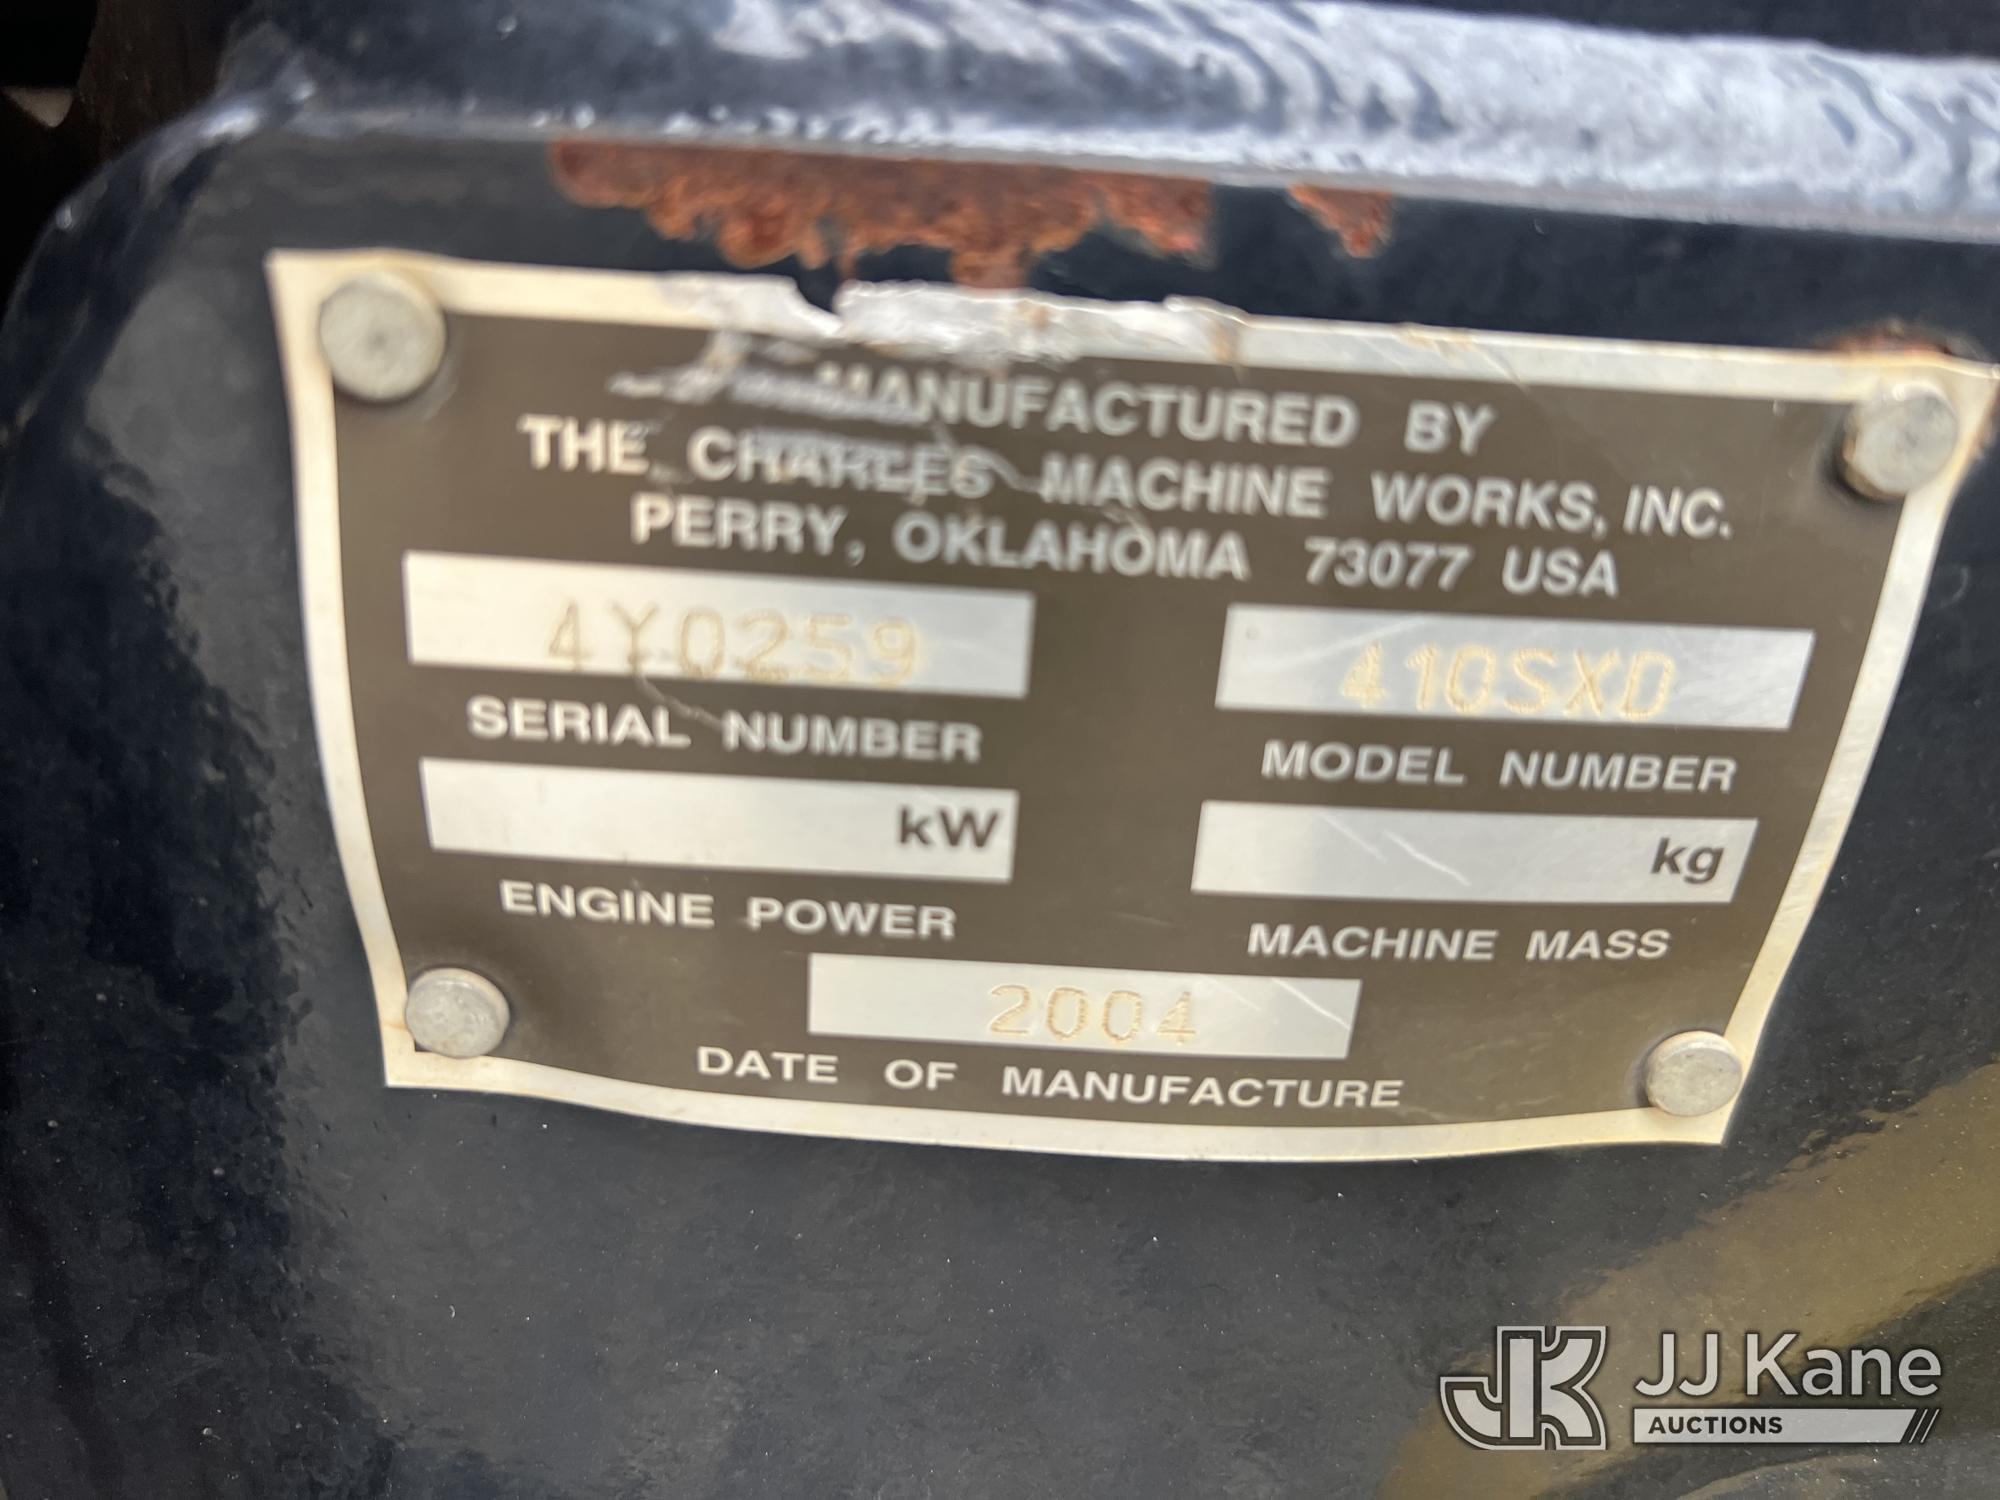 MANUFACTURED BY
THE CHARLES MACHINE WORKS, INC.
PERRY, OKLAHOMA 73077 USA
4Y0259 410SXD
SERIAL NUMBER MODEL NUMBER
kW kg
ENGINE POWER MACHINE MASS
2004
DATE OF MANUFACTURE
JK JJ Kane
AUCTIONS